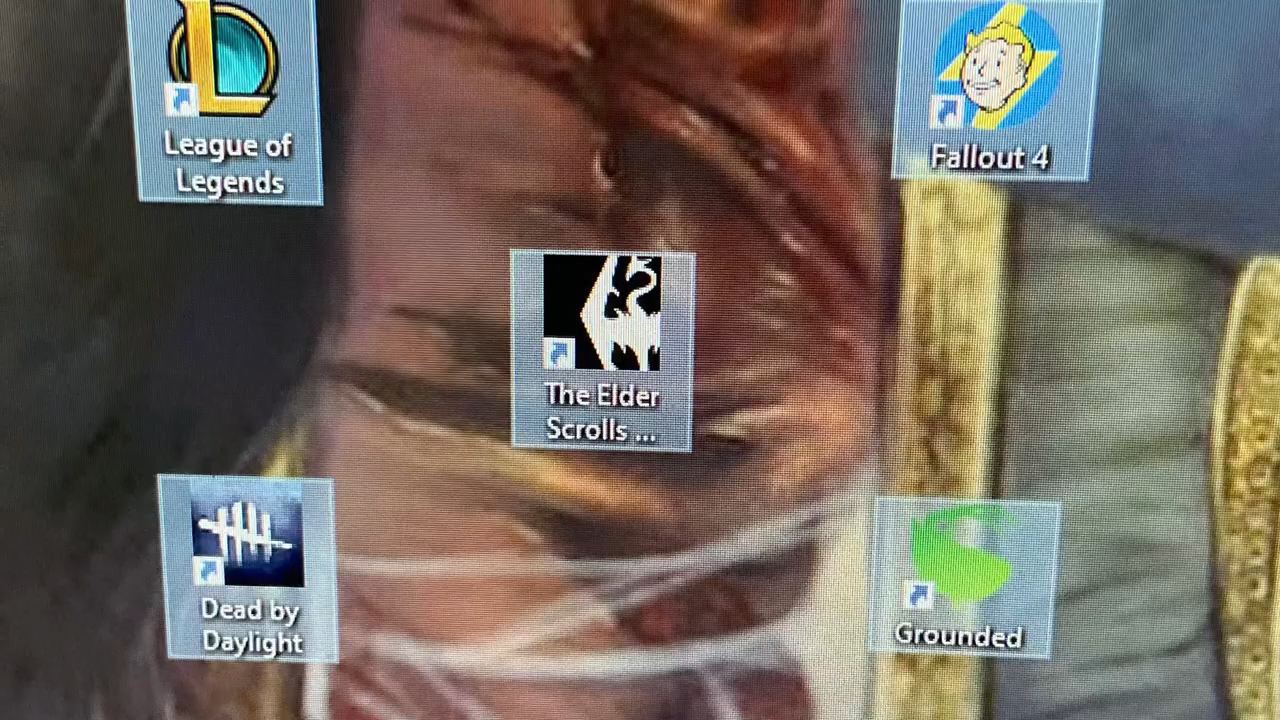 League of
Legends
Fallout 4
The Elder
Scrolls ...
Dead by
Daylight
Grounded